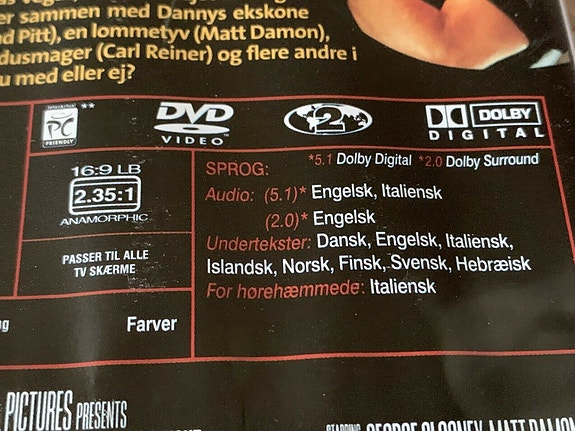 er sammen med Dannys ekskone
Pitt), en lommetyv (Matt Damon),
dusmager (Carl Reiner) og flere andre i
u med eller ej?
PC
FRIENDLY
**
DVD
VIDEO
2
DOLBY
DIGITAL
16:9 LB
2.35:1
ANAMORPHIC
PASSER TIL ALLE
TV SKÆRME
Farver
SPROG: *5.1 Dolby Digital *2.0 Dolby Surround
Audio: (5.1)* Engelsk, Italiensk
(2.0)* Engelsk
Undertekster: Dansk, Engelsk, Italiensk,
Islandsk, Norsk, Finsk, Svensk, Hebræisk
For hørehæmmede: Italiensk
PICTURES PRESENTS